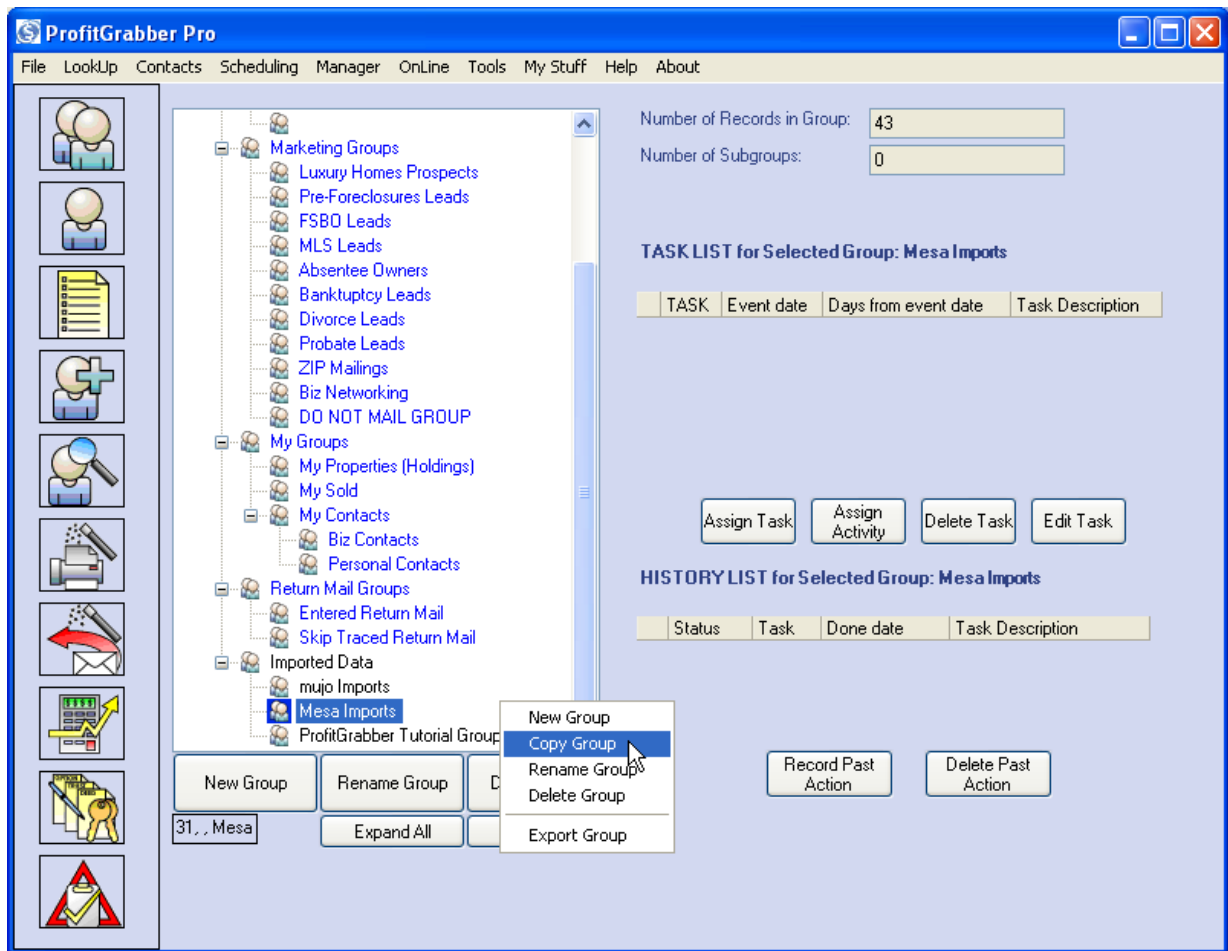 ProfitGrabber Pro
File LookUp Contacts Scheduling Manager OnLine Tools My Stuff Help About
Marketing Groups
Luxury Homes Prospects
Pre-Foreclosures Leads
FSBO Leads
MLS Leads
Absentee Owners
Banktuptcy Leads
Divorce Leads
Probate Leads
ZIP Mailings
Biz Networking
DO NOT MAIL GROUP
My Groups
My Properties (Holdings)
My Sold
My Contacts
Biz Contacts
Personal Contacts
Return Mail Groups
Entered Return Mail
Skip Traced Return Mail
Imported Data
mujo Imports
Mesa Imports
ProfitGrabber Tutorial Group
New Group
Rename Group
D
31, , Mesa
Expand All
New Group
Copy Group
Rename Group
Delete Group
Export Group
Number of Records in Group: 43
Number of Subgroups: 0
TASK LIST for Selected Group: Mesa Imports
TASK Event date Days from event date Task Description
Assign Task
Assign
Activity
Delete Task
Edit Task
HISTORY LIST for Selected Group: Mesa Imports
Status Task Done date Task Description
Record Past
Action
Delete Past
Action